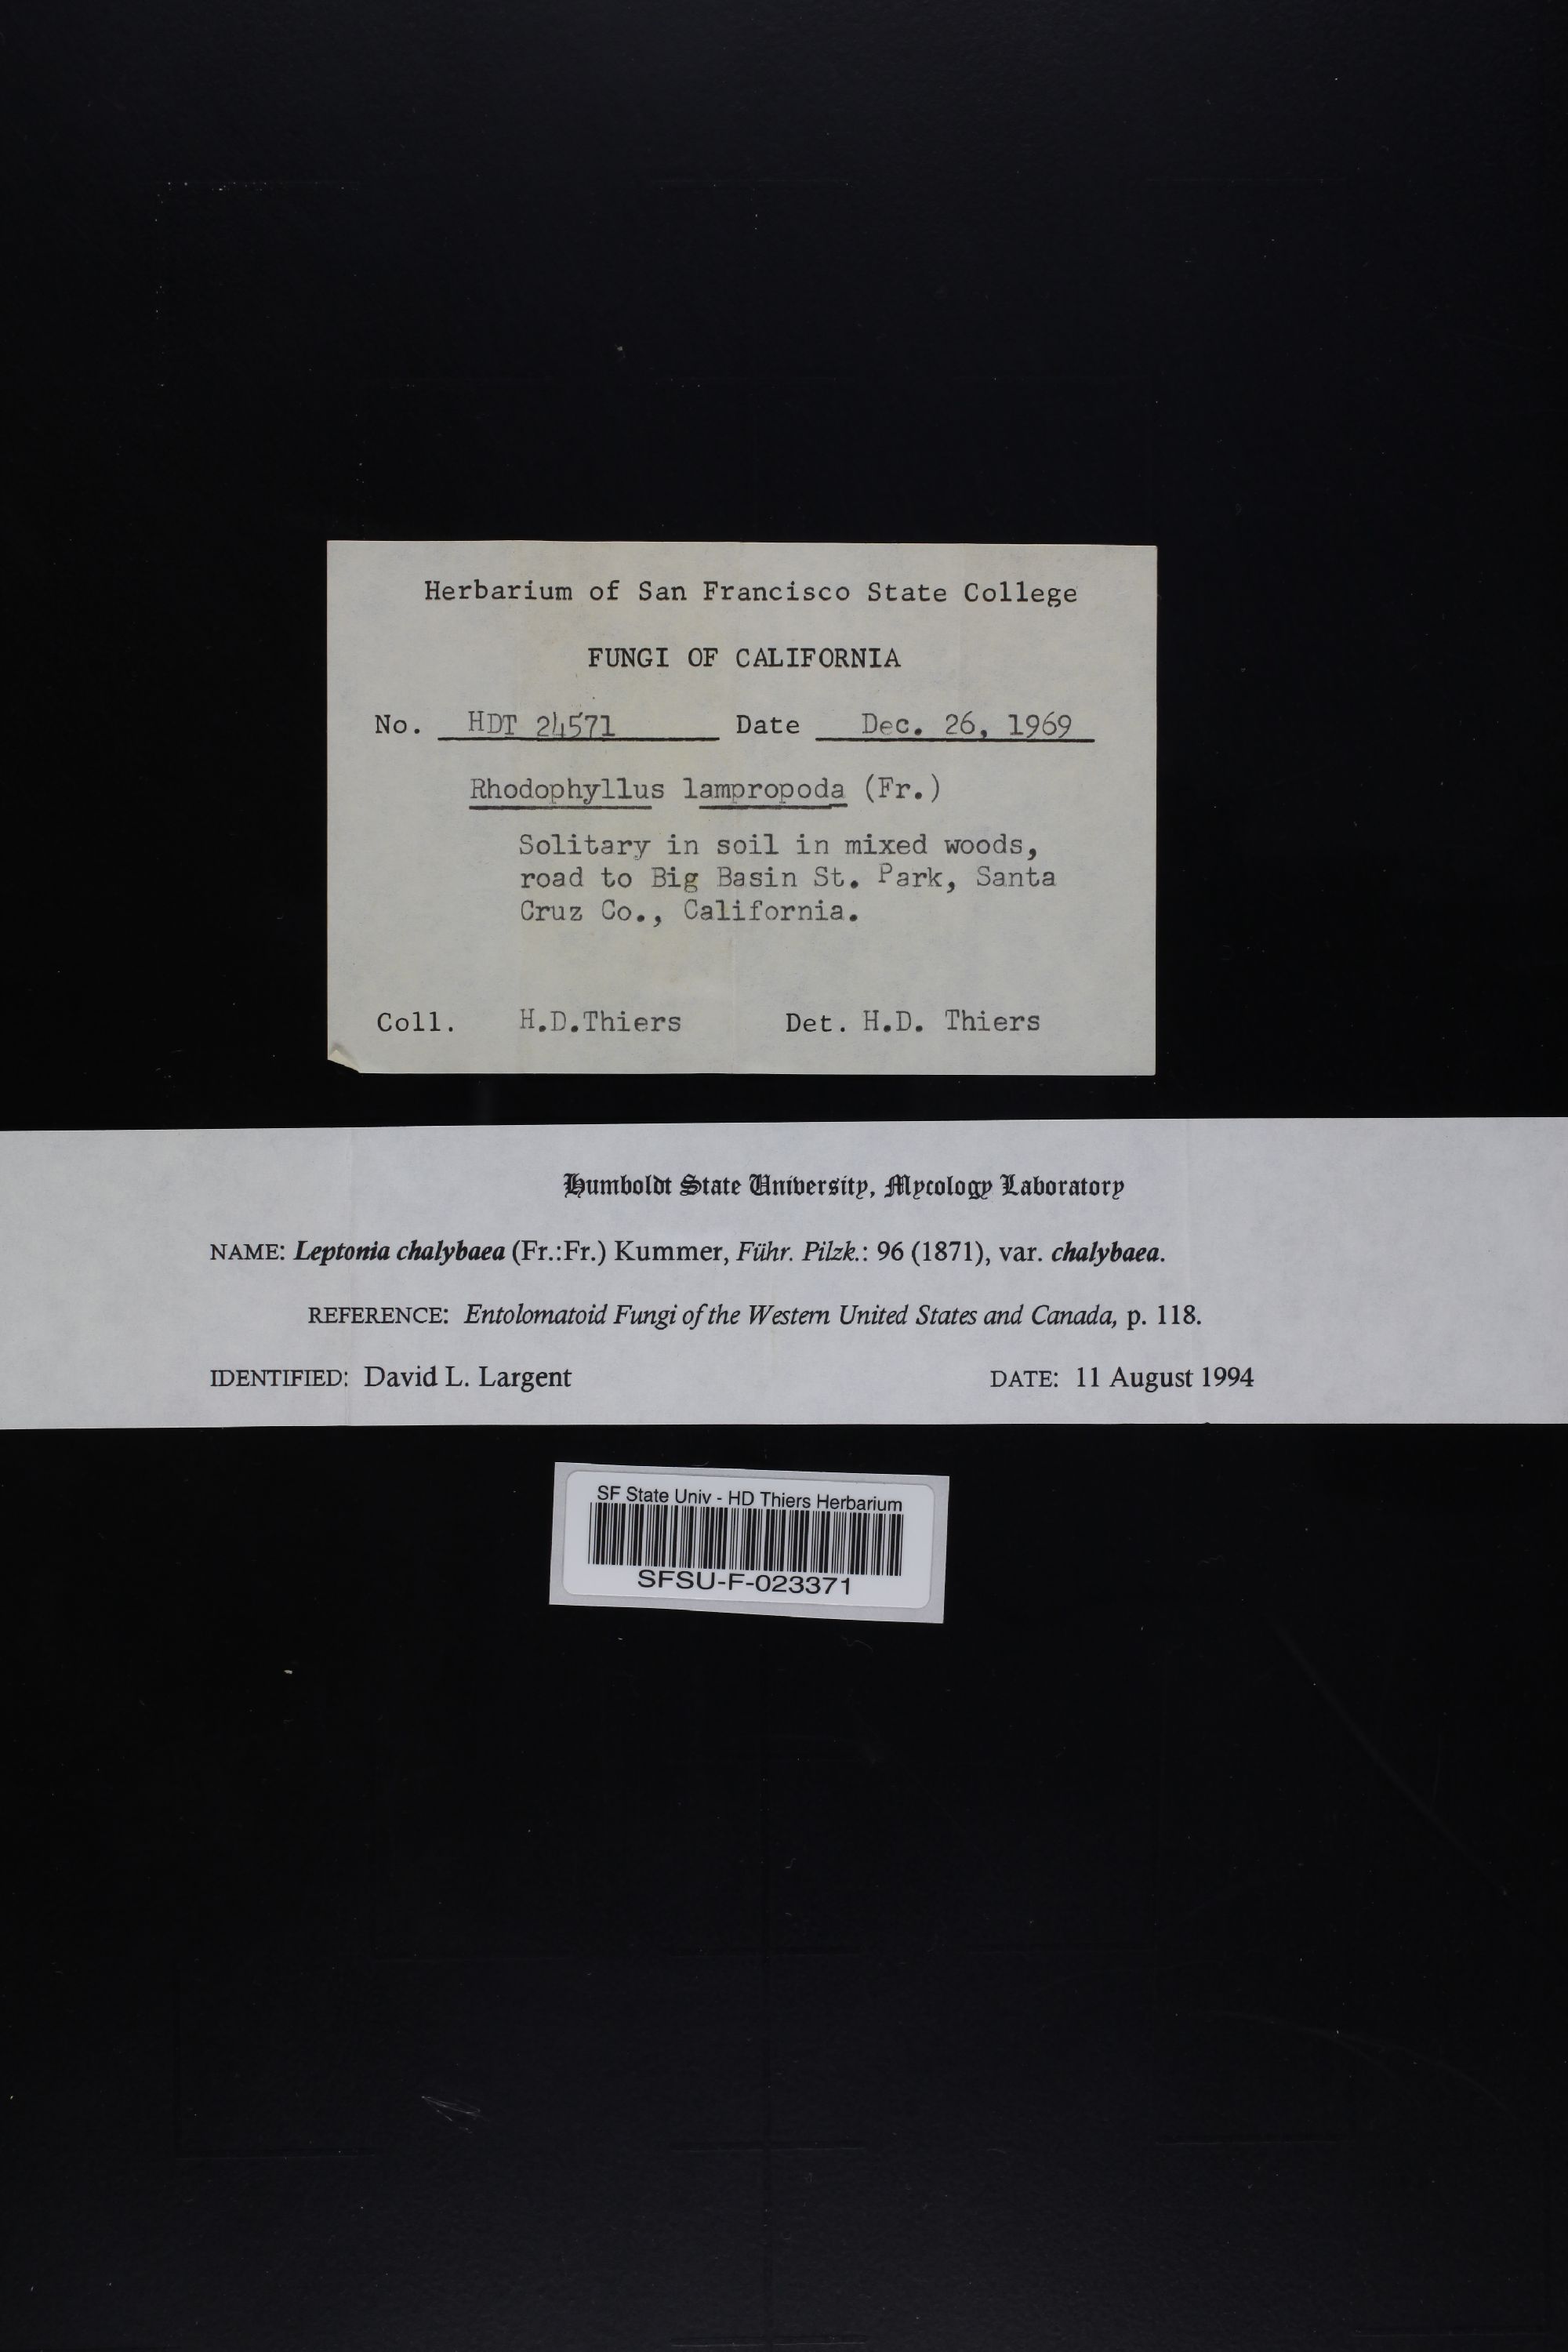 Herbarium of San Francisco State College
FUNGI OF CALIFORNIA
No. HDT 24571 Date Dec. 26, 1969
Rhodophyllus lampropoda (Fr.)
Solitary in soil in mixed woods,
road to Big Basin St. Park, Santa
Cruz Co., California.
Coll. H.D.Thiers Det. H.D. Thiers
Humboldt State University, Mycology Laboratory
NAME: Leptonia chalybaea (Fr.:Fr.) Kummer, Führ. Pilzk.: 96 (1871), var. chalybaea.
REFERENCE: Entolomatoid Fungi of the Western United States and Canada, p. 118.
IDENTIFIED: David L. Largent DATE: 11 August 1994
SF State Univ - HD Thiers Herbarium
SFSU-F-023371